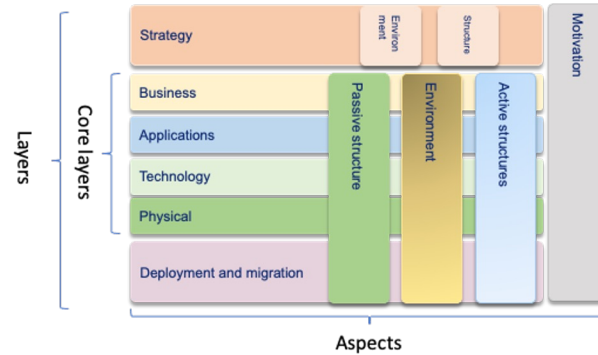 Strategy
Environ
ment
Structure
Motivation
Layers
Core layers
Business
Applications
Technology
Physical
Deployment and migration
Passive structure
Environment
Active structures
Aspects